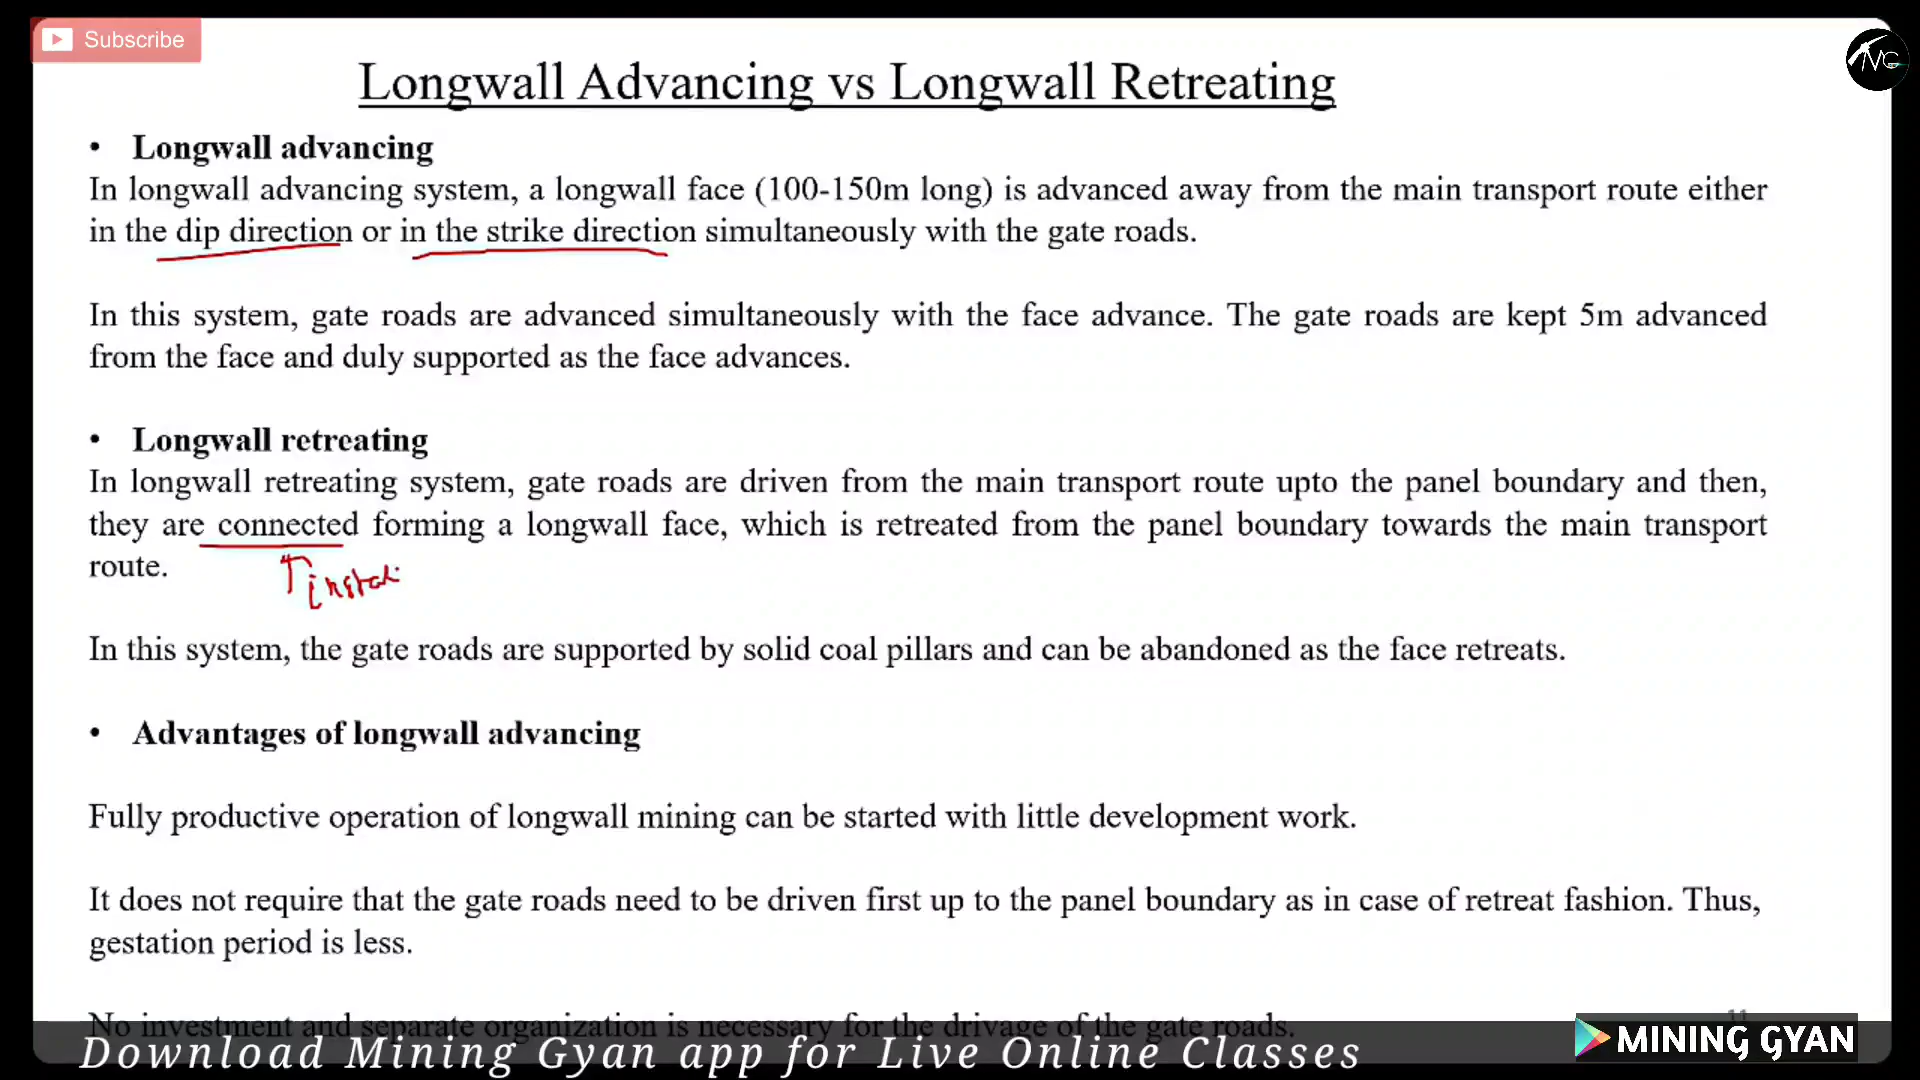 Subscribe
Longwall Advancing vs Longwall Retreating
• Longwall advancing
In longwall advancing system, a longwall face (100-150m long) is advanced away from the main transport route either
in the dip direction or in the strike direction simultaneously with the gate roads.
In this system, gate roads are advanced simultaneously with the face advance. The gate roads are kept 5m advanced
from the face and duly supported as the face advances.
• Longwall retreating
In longwall retreating system, gate roads are driven from the main transport route upto the panel boundary and then,
they are connected forming a longwall face, which is retreated from the panel boundary towards the main transport
route.
In this system, the gate roads are supported by solid coal pillars and can be abandoned as the face retreats.
• Advantages of longwall advancing
Fully productive operation of longwall mining can be started with little development work.
It does not require that the gate roads need to be driven first up to the panel boundary as in case of retreat fashion. Thus,
gestation period is less.
No investment and separate organization is necessary for the drivage of the gate roads.
Download Mining Gyan app for Live Online Classes
MINING GYAN